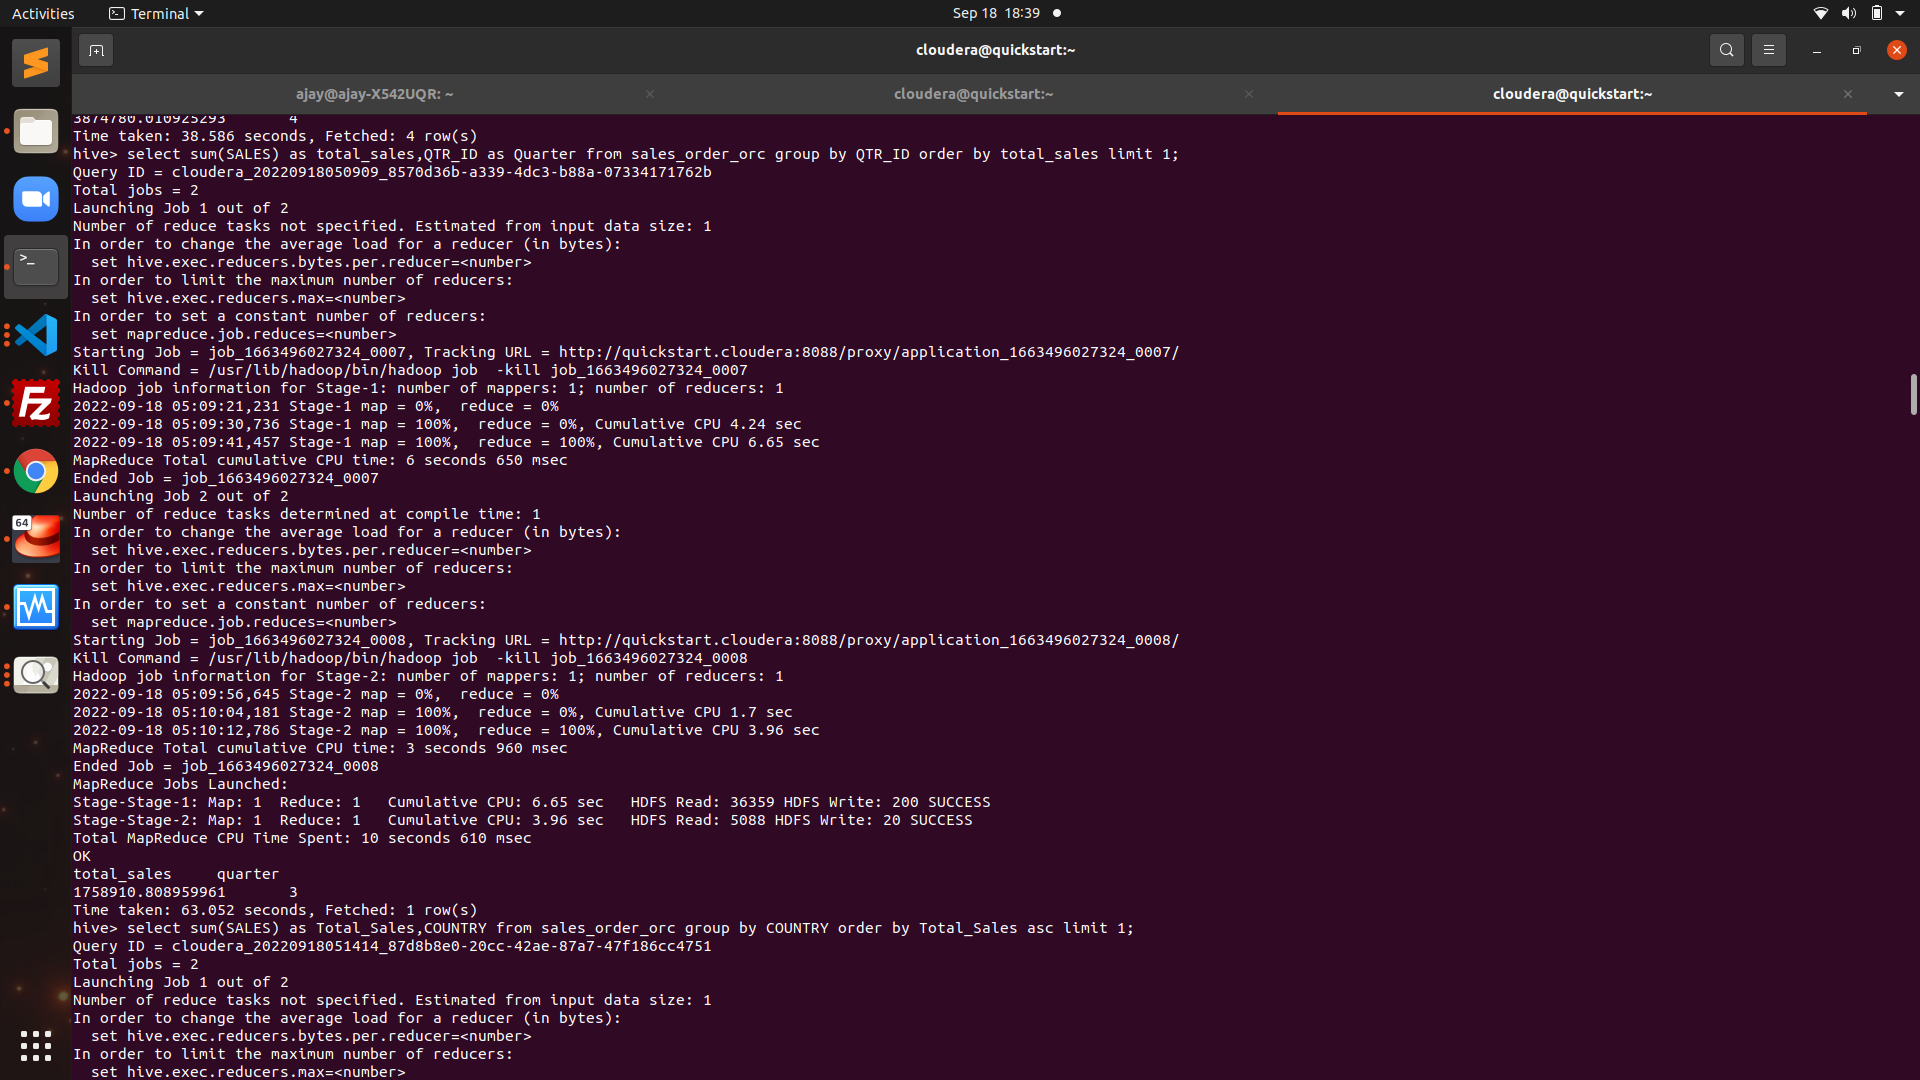 Activities
Terminal
Sep 18 18:39
cloudera@quickstart:~
ajay@ajay-X542UQR: ~
cloudera@quickstart:~
cloudera@quickstart:~
3874780.010925293 4
Time taken: 38.586 seconds, Fetched: 4 row(s)
hive> select sum(SALES) as total_sales,QTR_ID as Quarter from sales_order_orc group by QTR_ID order by total_sales limit 1;
Query ID = cloudera_20220918050909_8570d36b-a339-4dc3-b88a-07334171762b
Total jobs = 2
Launching Job 1 out of 2
Number of reduce tasks not specified. Estimated from input data size: 1
In order to change the average load for a reducer (in bytes):
  set hive.exec.reducers.bytes.per.reducer=<number>
In order to limit the maximum number of reducers:
  set hive.exec.reducers.max=<number>
In order to set a constant number of reducers:
  set mapreduce.job.reduces=<number>
Starting Job = job_1663496027324_0007, Tracking URL = http://quickstart.cloudera:8088/proxy/application_1663496027324_0007/
Kill Command = /usr/lib/hadoop/bin/hadoop job  -kill job_1663496027324_0007
Hadoop job information for Stage-1: number of mappers: 1; number of reducers: 1
2022-09-18 05:09:21,231 Stage-1 map = 0%,  reduce = 0%
2022-09-18 05:09:30,736 Stage-1 map = 100%,  reduce = 0%, Cumulative CPU 4.24 sec
2022-09-18 05:09:41,457 Stage-1 map = 100%,  reduce = 100%, Cumulative CPU 6.65 sec
MapReduce Total cumulative CPU time: 6 seconds 650 msec
Ended Job = job_1663496027324_0007
Launching Job 2 out of 2
Number of reduce tasks determined at compile time: 1
In order to change the average load for a reducer (in bytes):
  set hive.exec.reducers.bytes.per.reducer=<number>
In order to limit the maximum number of reducers:
  set hive.exec.reducers.max=<number>
In order to set a constant number of reducers:
  set mapreduce.job.reduces=<number>
Starting Job = job_1663496027324_0008, Tracking URL = http://quickstart.cloudera:8088/proxy/application_1663496027324_0008/
Kill Command = /usr/lib/hadoop/bin/hadoop job  -kill job_1663496027324_0008
Hadoop job information for Stage-2: number of mappers: 1; number of reducers: 1
2022-09-18 05:09:56,645 Stage-2 map = 0%,  reduce = 0%
2022-09-18 05:10:04,181 Stage-2 map = 100%,  reduce = 0%, Cumulative CPU 1.7 sec
2022-09-18 05:10:12,786 Stage-2 map = 100%,  reduce = 100%, Cumulative CPU 3.96 sec
MapReduce Total cumulative CPU time: 3 seconds 960 msec
Ended Job = job_1663496027324_0008
MapReduce Jobs Launched:
Stage-Stage-1: Map: 1  Reduce: 1   Cumulative CPU: 6.65 sec   HDFS Read: 36359 HDFS Write: 200 SUCCESS
Stage-Stage-2: Map: 1  Reduce: 1   Cumulative CPU: 3.96 sec   HDFS Read: 5088 HDFS Write: 20 SUCCESS
Total MapReduce CPU Time Spent: 10 seconds 610 msec
OK
total_sales     quarter
1758910.808959961       3
Time taken: 63.052 seconds, Fetched: 1 row(s)
hive> select sum(SALES) as Total_Sales,COUNTRY from sales_order_orc group by COUNTRY order by Total_Sales asc limit 1;
Query ID = cloudera_20220918051414_87d8b8e0-20cc-42ae-87a7-47f186cc4751
Total jobs = 2
Launching Job 1 out of 2
Number of reduce tasks not specified. Estimated from input data size: 1
In order to change the average load for a reducer (in bytes):
  set hive.exec.reducers.bytes.per.reducer=<number>
In order to limit the maximum number of reducers:
  set hive.exec.reducers.max=<number>
Fz
64